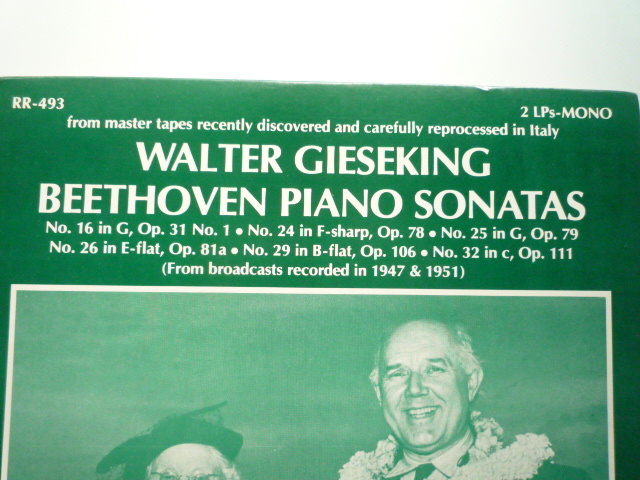 RR-493
2 LPs-MONO
from master tapes recently discovered and carefully reprocessed in Italy
WALTER GIESEKING
BEETHOVEN PIANO SONATAS
No. 16 in G, Op. 31 No. 1 • No. 24 in F-sharp, Op. 78 • No. 25 in G, Op. 79
No. 26 in E-flat, Op. 81a • No. 29 in B-flat, Op. 106 • No. 32 in c, Op. 111
(From broadcasts recorded in 1947 & 1951)